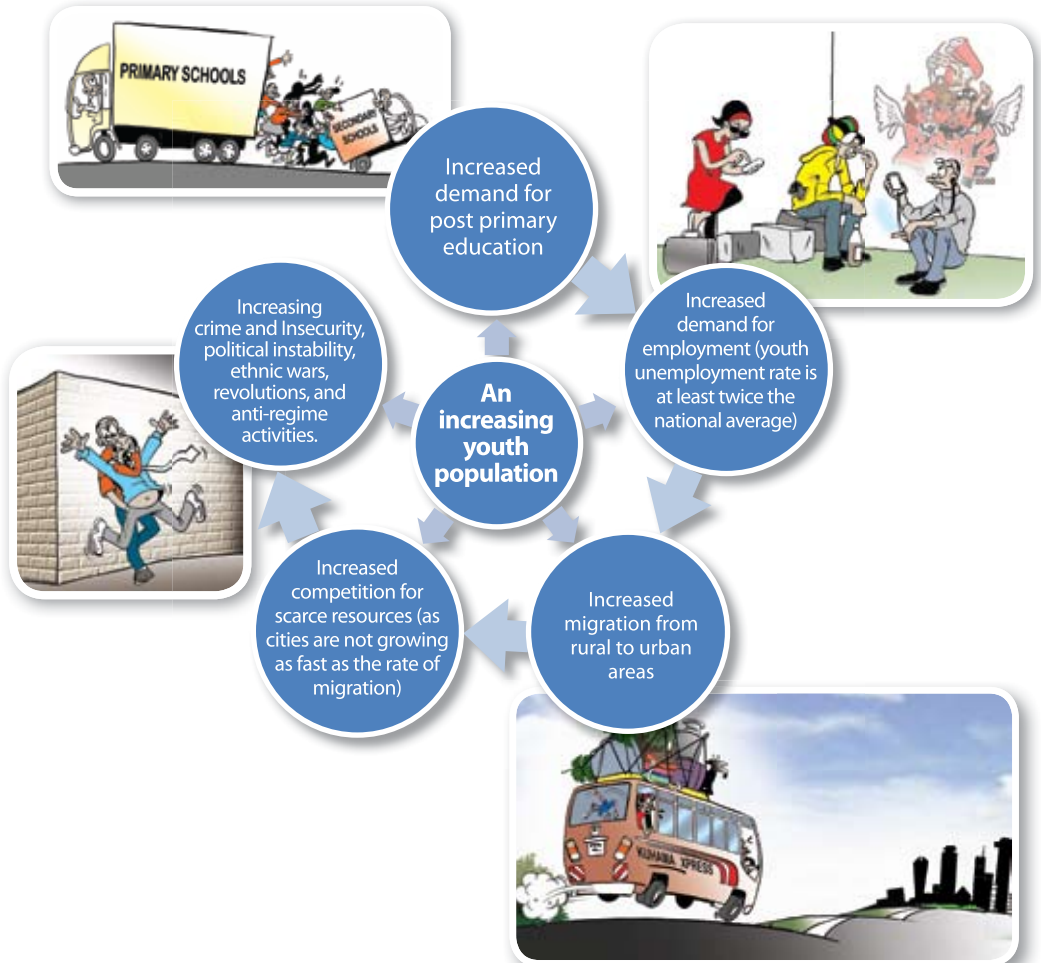 PRIMARY SCHOOLS
SECONDARY
SCHOOLS
Increased
demand for
post primary
education
Increased
demand for
employment (youth
unemployment rate is
at least twice the
national average)
Increasing
crime and Insecurity,
political instability,
ethnic wars,
revolutions, and
anti-regime
activities.
An
increasing
youth
population
Increased
competition for
scarce resources (as
cities are not growing
as fast as the rate of
migration)
Increased
migration from
rural to urban
areas
KUHAMA XPRESS